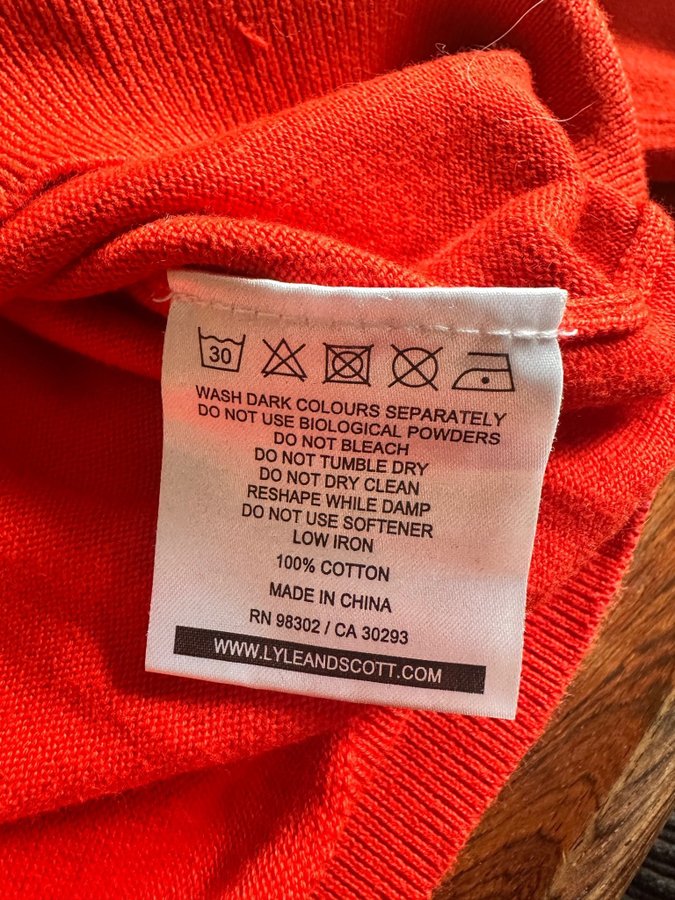 30
WASH DARK COLOURS SEPARATELY
DO NOT USE BIOLOGICAL POWDERS
DO NOT BLEACH
DO NOT TUMBLE DRY
DO NOT DRY CLEAN
RESHAPE WHILE DAMP
DO NOT USE SOFTENER
LOW IRON
100% COTTON
MADE IN CHINA
RN 98302 / CA 30293
WWW.LYLEANDSCOTT.COM